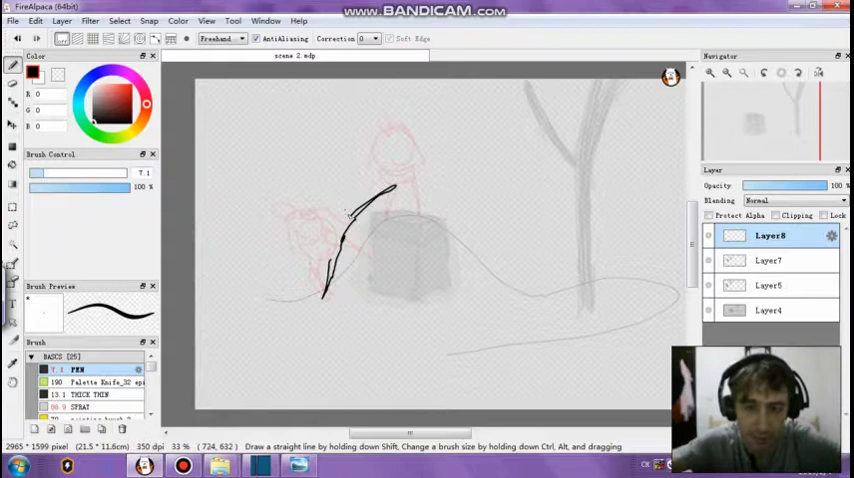 FireAlpaca (64bit)
www.BANDICAM.com
File Edit Layer Filter Select Snap Color View Tool Window Help
Freehand AntiAliasing Correction 0 Soft Edge
scene 2.mdp
Color
R 0
G 0
B 0
Brush Control
7.1
100 %
Brush Preview
Brush
BASCS [25]
7.1 PEN
190 Palette Knife_32 epi
13.1 THICK THIN
SPRAY
Navigator
Layer
Opacity 100 %
Blending Normal
Protect Alpha Clipping Lock
Layer8
Layer7
Layer5
Layer4
2965 * 1599 pixel (21.5 * 11.6cm) 350 dpi 33 % (724, 632) Draw a straight line by holding down Shift, Change a brush size by holding down Ctrl, Alt, and dragging